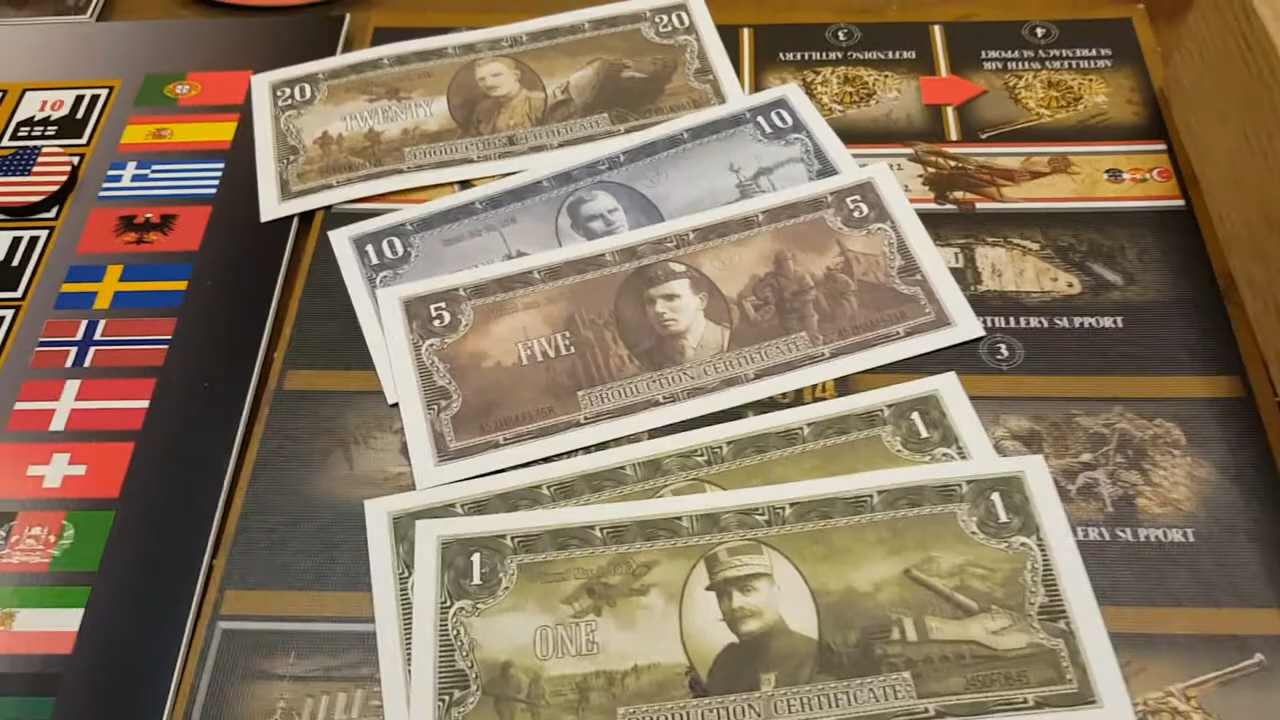 20
20
TWENTY
PRODUCTION CERTIFICATE
3
DEFENDING ARTILLERY
4
ARTILLERY WITH AIR
SUPREMACY SUPPORT
10
10
10
5
5
FIVE
PRODUCTION CERTIFICATE
RTILLERY SUPPORT
3
1
LERY SUPPORT
1
1
ONE
PRODUCTION CERTIFICATE